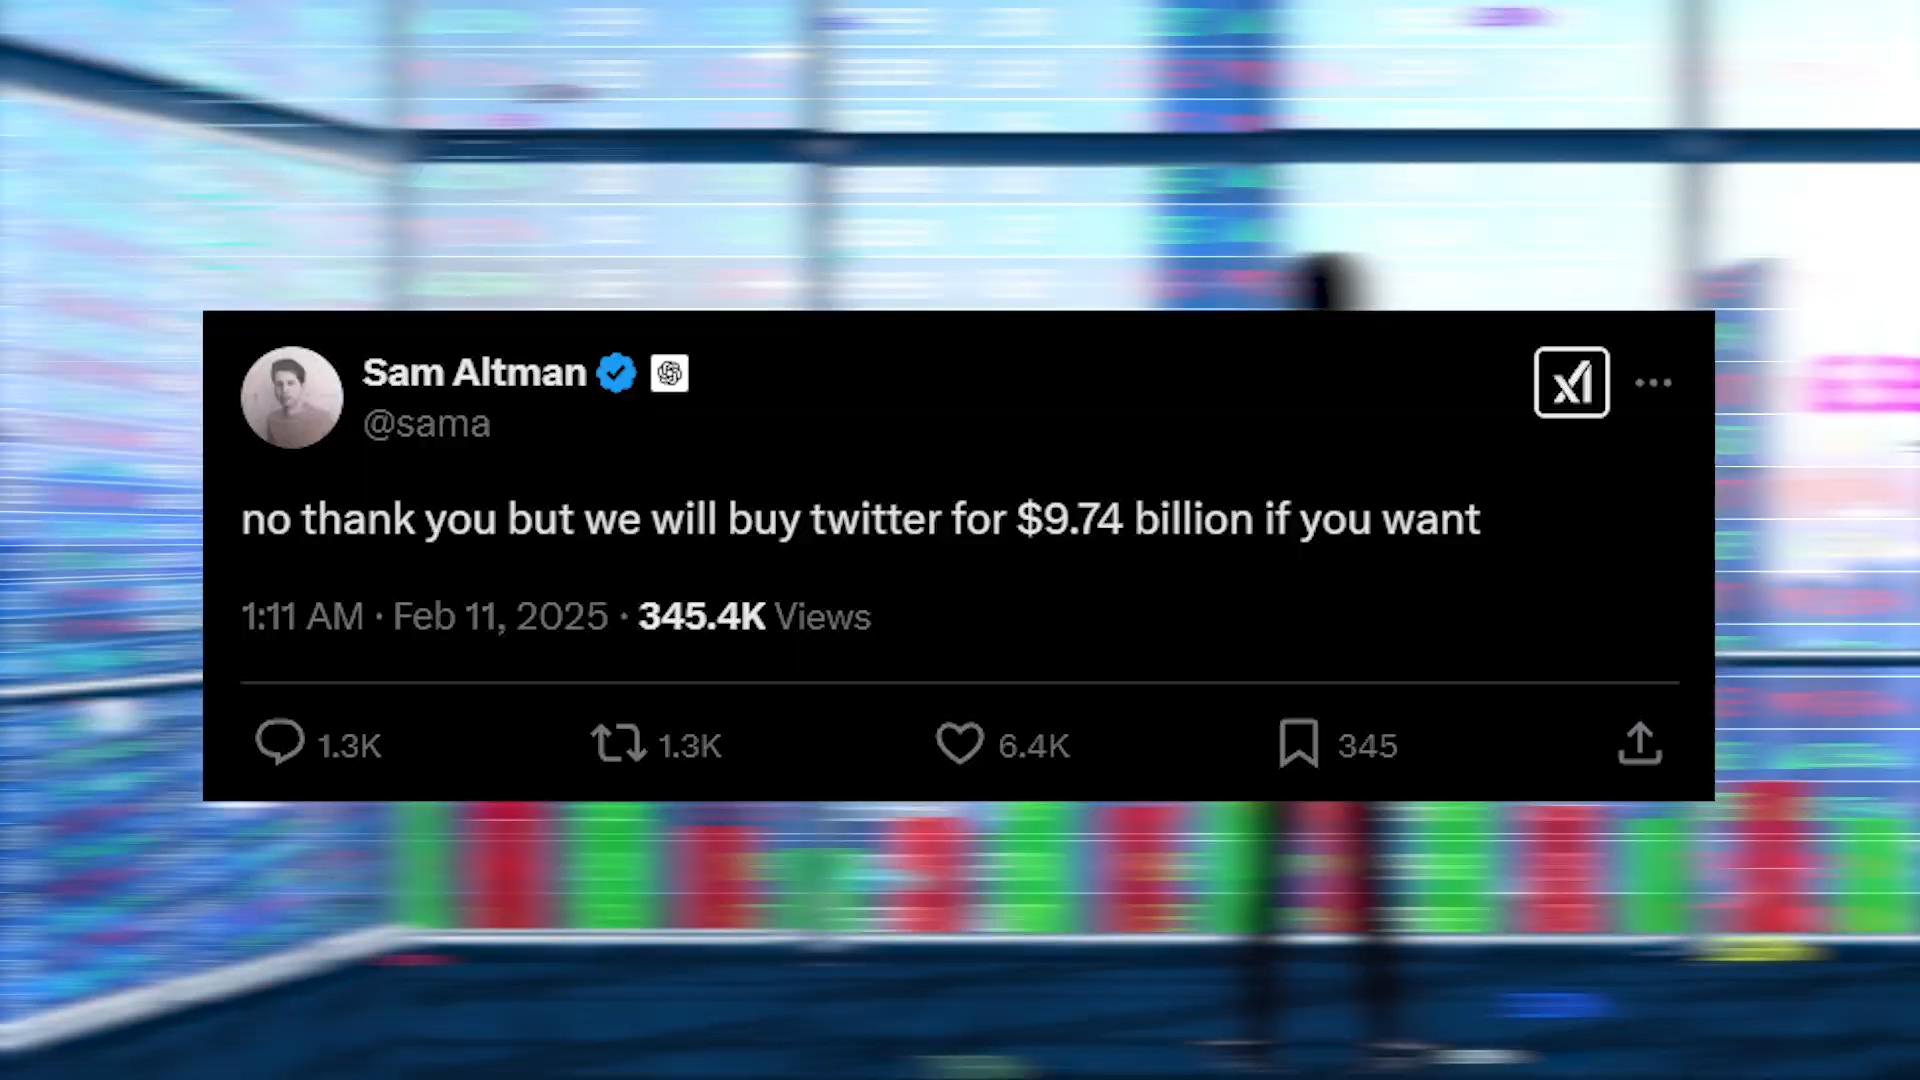 Sam Altman
@sama
no thank you but we will buy twitter for $9.74 billion if you want
1:11 AM · Feb 11, 2025 · 345.4K Views
1.3K 1.3K 6.4K 345